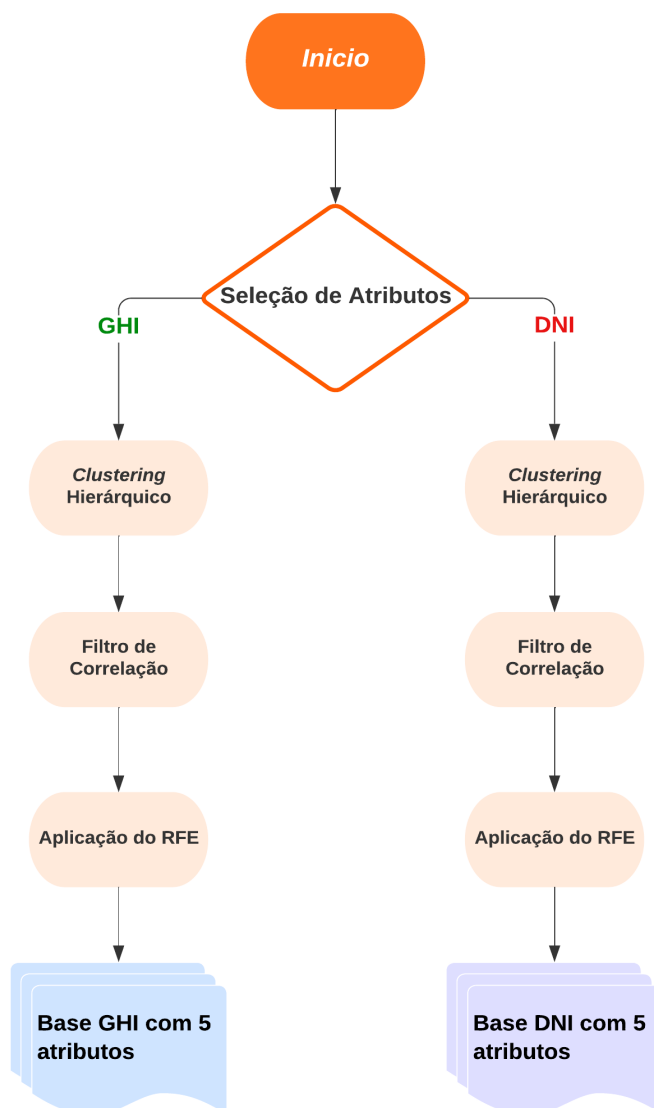 Inicio
Seleção de Atributos
GHI
DNI
Clustering
Hierárquico
Clustering
Hierárquico
Filtro de
Correlação
Filtro de
Correlação
Aplicação do RFE
Aplicação do RFE
Base GHI com 5
atributos
Base DNI com 5
atributos